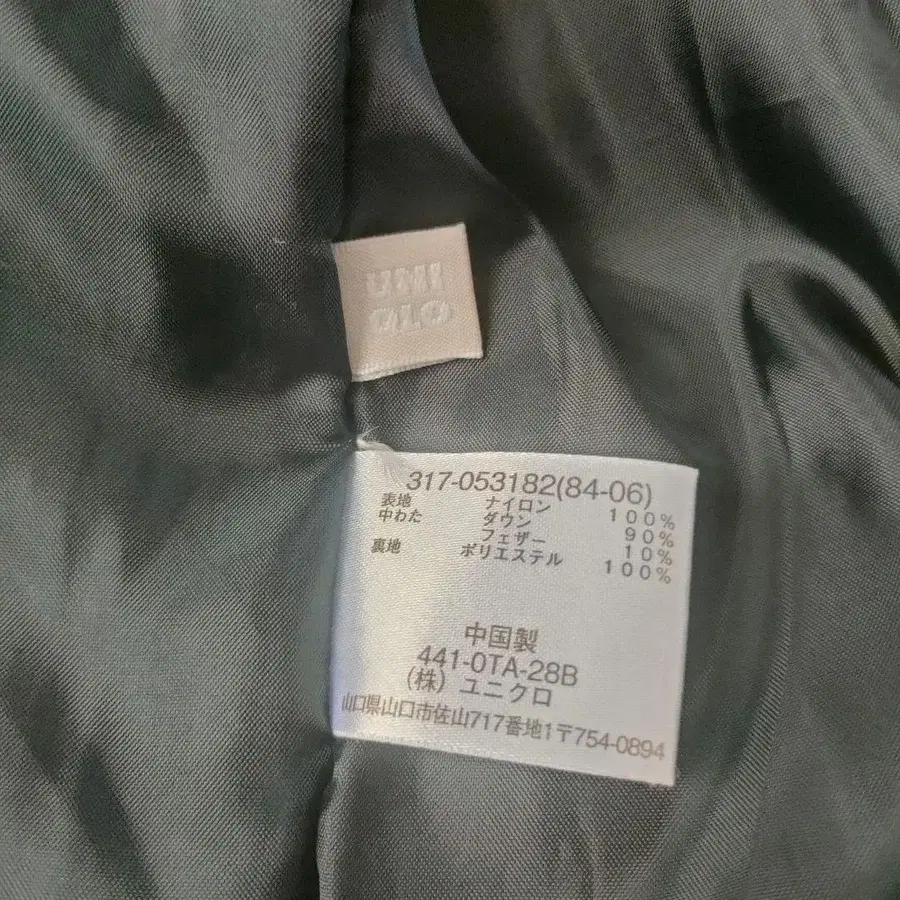 UNI
QLO
317-053182(84-06)
表地 ナイロン 100%
中わた ダウン 90%
フェザー 10%
裏地 ポリエステル 100%
中国製
441-0TA-28B
(株) ユニクロ
山口県山口市佐山717番地1〒754-0894